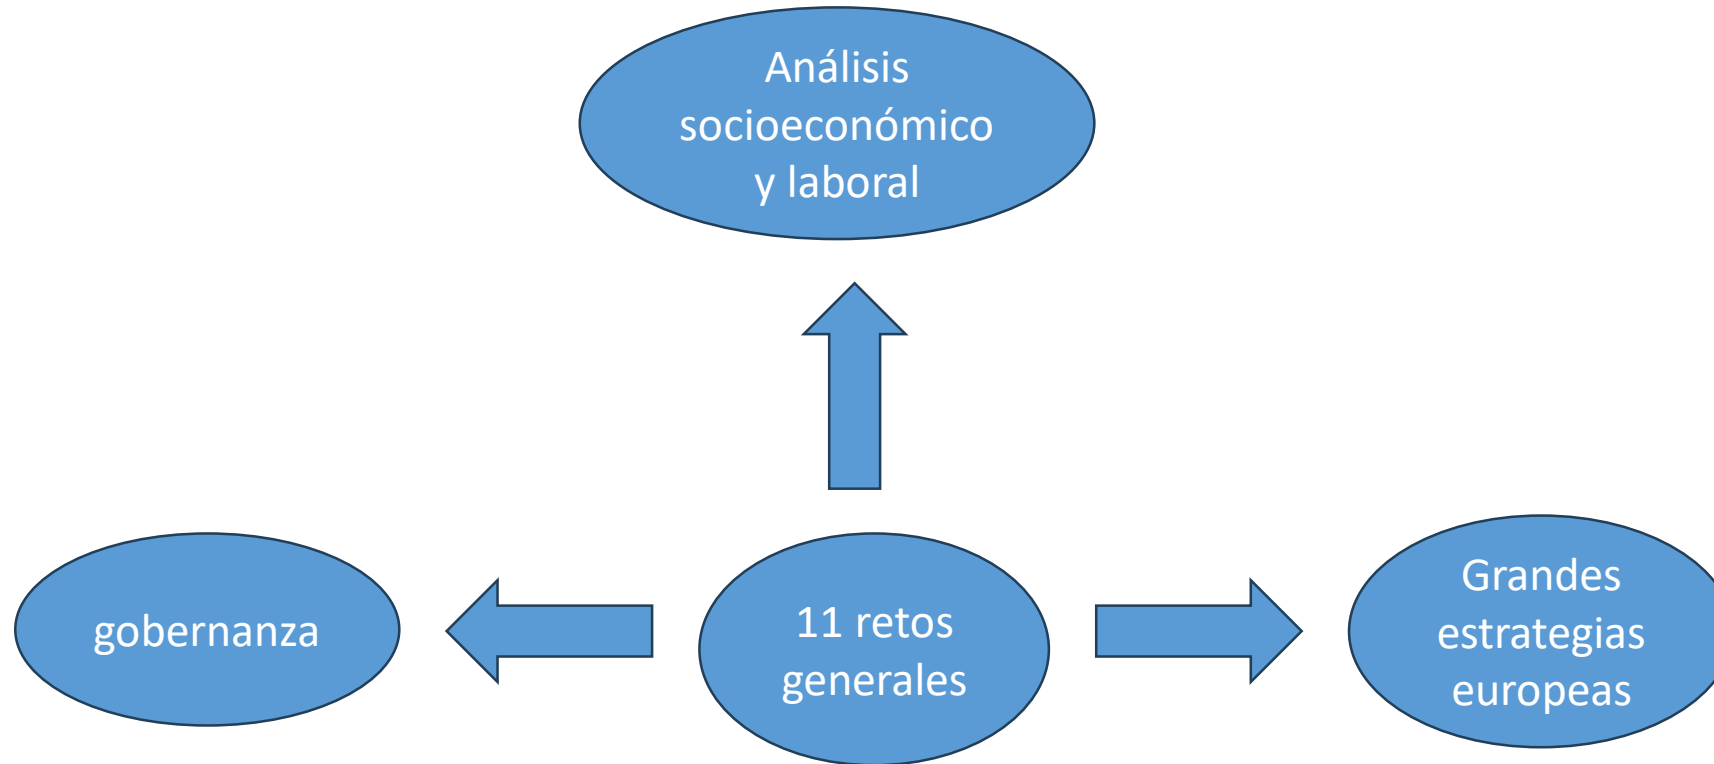 Análisis
socioeconómico
y laboral
gobernanza
11 retos
generales
Grandes
estrategias
europeas